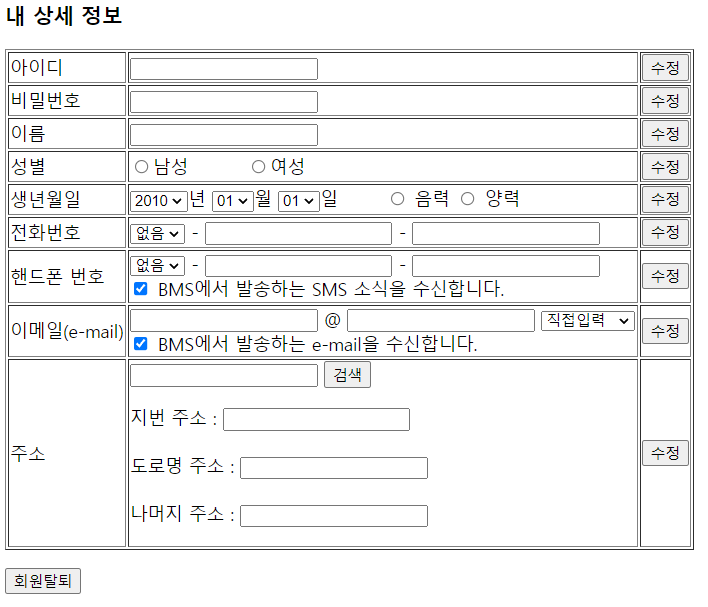 내 상세 정보
아이디 수정
비밀번호 수정
이름 수정
성별 남성 여성 수정
생년월일 2010 년 01 월 01 일 음력 양력 수정
전화번호 없음 - - 수정
핸드폰 번호 없음 - - 수정
BMS에서 발송하는 SMS 소식을 수신합니다.
이메일(e-mail) @ 직접입력 수정
BMS에서 발송하는 e-mail을 수신합니다.
주소 검색 수정
지번 주소 :
도로명 주소 :
나머지 주소 :
회원탈퇴